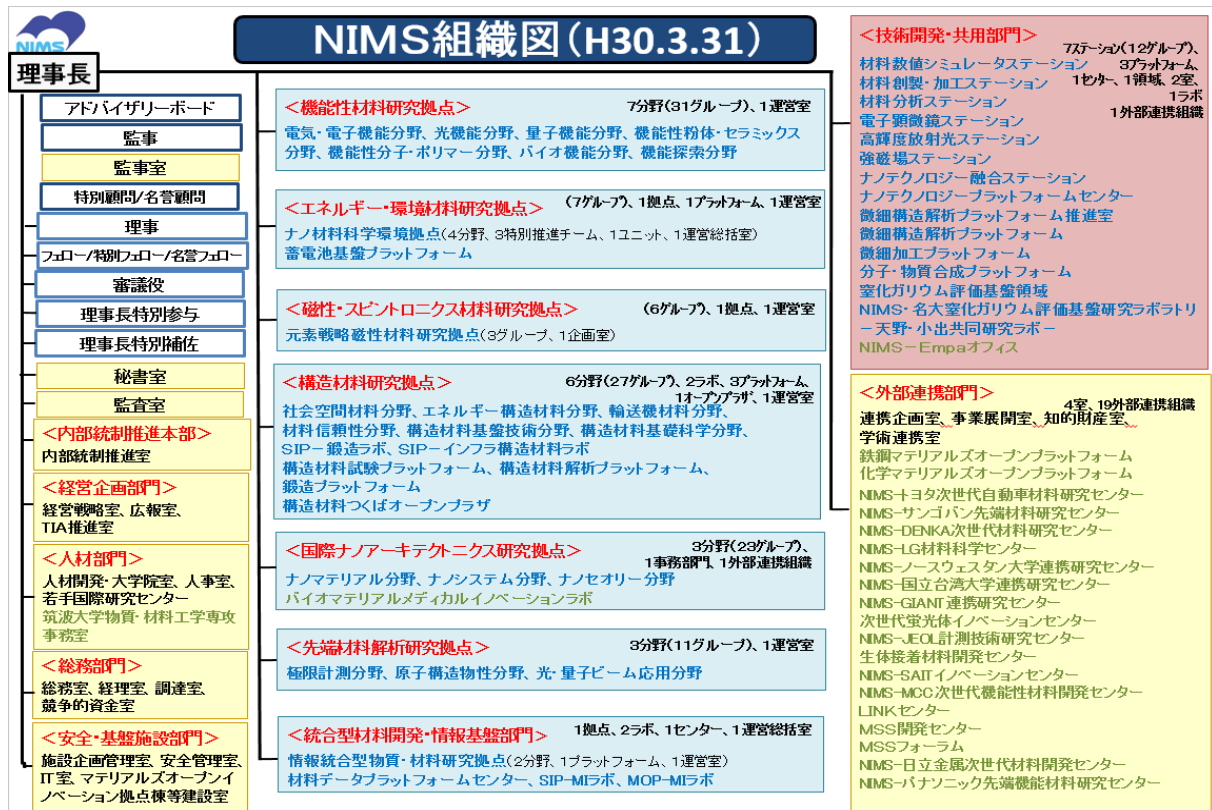 NIMS
NIMS組織図(H30.3.31)
理事長
アドバイザリーボード
監事
監事室
特別顧問/名誉顧問
理事
フェロー/特別フェロー/名誉フェロー
審議役
理事長特別参与
理事長特別補佐
秘書室
監査室
<内部統制推進本部>
内部統制推進室
<経営企画部門>
経営戦略室、広報室、
TIA推進室
<人材部門>
人材開発・大学院室、人事室、
若手国際研究センター
筑波大学物質・材料工学専攻
事務室
<総務部門>
総務室、経理室、調達室、
競争的資金室
<安全・基盤施設部門>
施設企画管理室、安全管理室、
IT室、マテリアルズオープンイ
ノベーション拠点棟等建設室
<機能性材料研究拠点> 7分野(31グループ)、1運営室
電気・電子機能分野、光機能分野、量子機能分野、機能性粉体・セラミックス
分野、機能性分子・ポリマー分野、バイオ機能分野、機能探索分野
<エネルギー・環境材料研究拠点> (7グループ)、1拠点、1プラットフォーム、1運営室
ナノ材料科学環境拠点(4分野、3特別推進チーム、1ユニット、1運営総括室)
蓄電池基盤プラットフォーム
<磁性・スピントロニクス材料研究拠点> (6グループ)、1拠点、1運営室
元素戦略磁性材料研究拠点(3グループ、1企画室)
<構造材料研究拠点> 6分野(27グループ)、2ラボ、3プラットフォーム、
1オープンプラザ、1運営室
社会空間材料分野、エネルギー構造材料分野、輸送機材料分野、
材料信頼性分野、構造材料基盤技術分野、構造材料基礎科学分野、
SIP-鍛造ラボ、SIP-インフラ構造材料ラボ
構造材料試験プラットフォーム、構造材料解析プラットフォーム、
鍛造プラットフォーム
構造材料つくばオープンプラザ
<国際ナノアーキテクトニクス研究拠点> 3分野(23グループ)、
1事務部門、1外部連携組織
ナノマテリアル分野、ナノシステム分野、ナノセオリー分野
バイオマテリアルメディカルイノベーションラボ
<先端材料解析研究拠点> 3分野(11グループ)、1運営室
極限計測分野、原子構造物性分野、光・量子ビーム応用分野
<統合型材料開発・情報基盤部門> 1拠点、2ラボ、1センター、1運営総括室
情報統合型物質・材料研究拠点(2分野、1プラットフォーム、1運営室)
材料データプラットフォームセンター、SIP-MIラボ、MOP-MIラボ
<技術開発・共用部門>
7ステーション(12グループ)、
3プラットフォーム、
1センター、1領域、2室、
1ラボ
1外部連携組織
材料数値シミュレータステーション
材料創製・加工ステーション
材料分析ステーション
電子顕微鏡ステーション
高輝度放射光ステーション
強磁場ステーション
ナノテクノロジー融合ステーション
ナノテクノロジープラットフォームセンター
微細構造解析プラットフォーム推進室
微細構造解析プラットフォーム
微細加工プラットフォーム
分子・物質合成プラットフォーム
窒化ガリウム評価基盤領域
NIMS・名大窒化ガリウム評価基盤研究ラボラトリ
-天野・小出共同研究ラボ-
NIMS-Empaオフィス
<外部連携部門>
4室、19外部連携組織
連携企画室、事業展開室、知的財産室、
学術連携室
鉄鋼マテリアルズオープンプラットフォーム
化学マテリアルズオープンプラットフォーム
NIMS-トヨタ次世代自動車材料研究センター
NIMS-サンゴバン先端材料研究センター
NIMS-DENKA次世代材料研究センター
NIMS-LG材料科学センター
NIMS-ノースウェスタン大学連携研究センター
NIMS-国立台湾大学連携研究センター
NIMS-GIANT連携研究センター
次世代蛍光体イノベーションセンター
NIMS-JEOL計測技術研究センター
生体接着材料開発センター
NIMS-SAITイノベーションセンター
NIMS-MCC次世代機能性材料開発センター
LINKセンター
MSS開発センター
MSSフォーラム
NIMS-日立金属次世代材料開発センター
NIMS-パナソニック先端機能材料研究センター